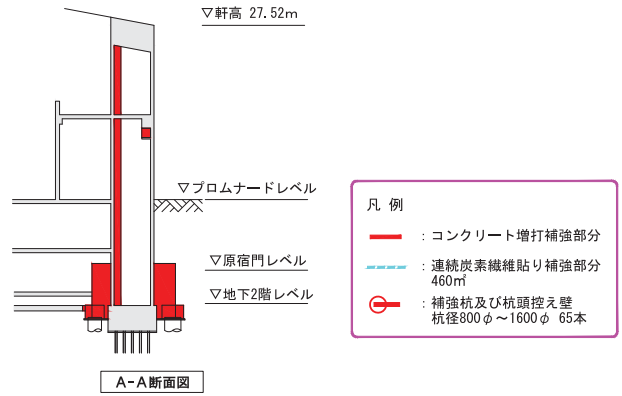 ▽軒高 27.52m
▽プロムナードレベル
▽原宿門レベル
▽地下2階レベル
A-A断面図
凡 例
：コンクリート増打補強部分
：連続炭素繊維貼り補強部分
460㎡
：補強杭及び杭頭控え壁
杭径800φ～1600φ 65本